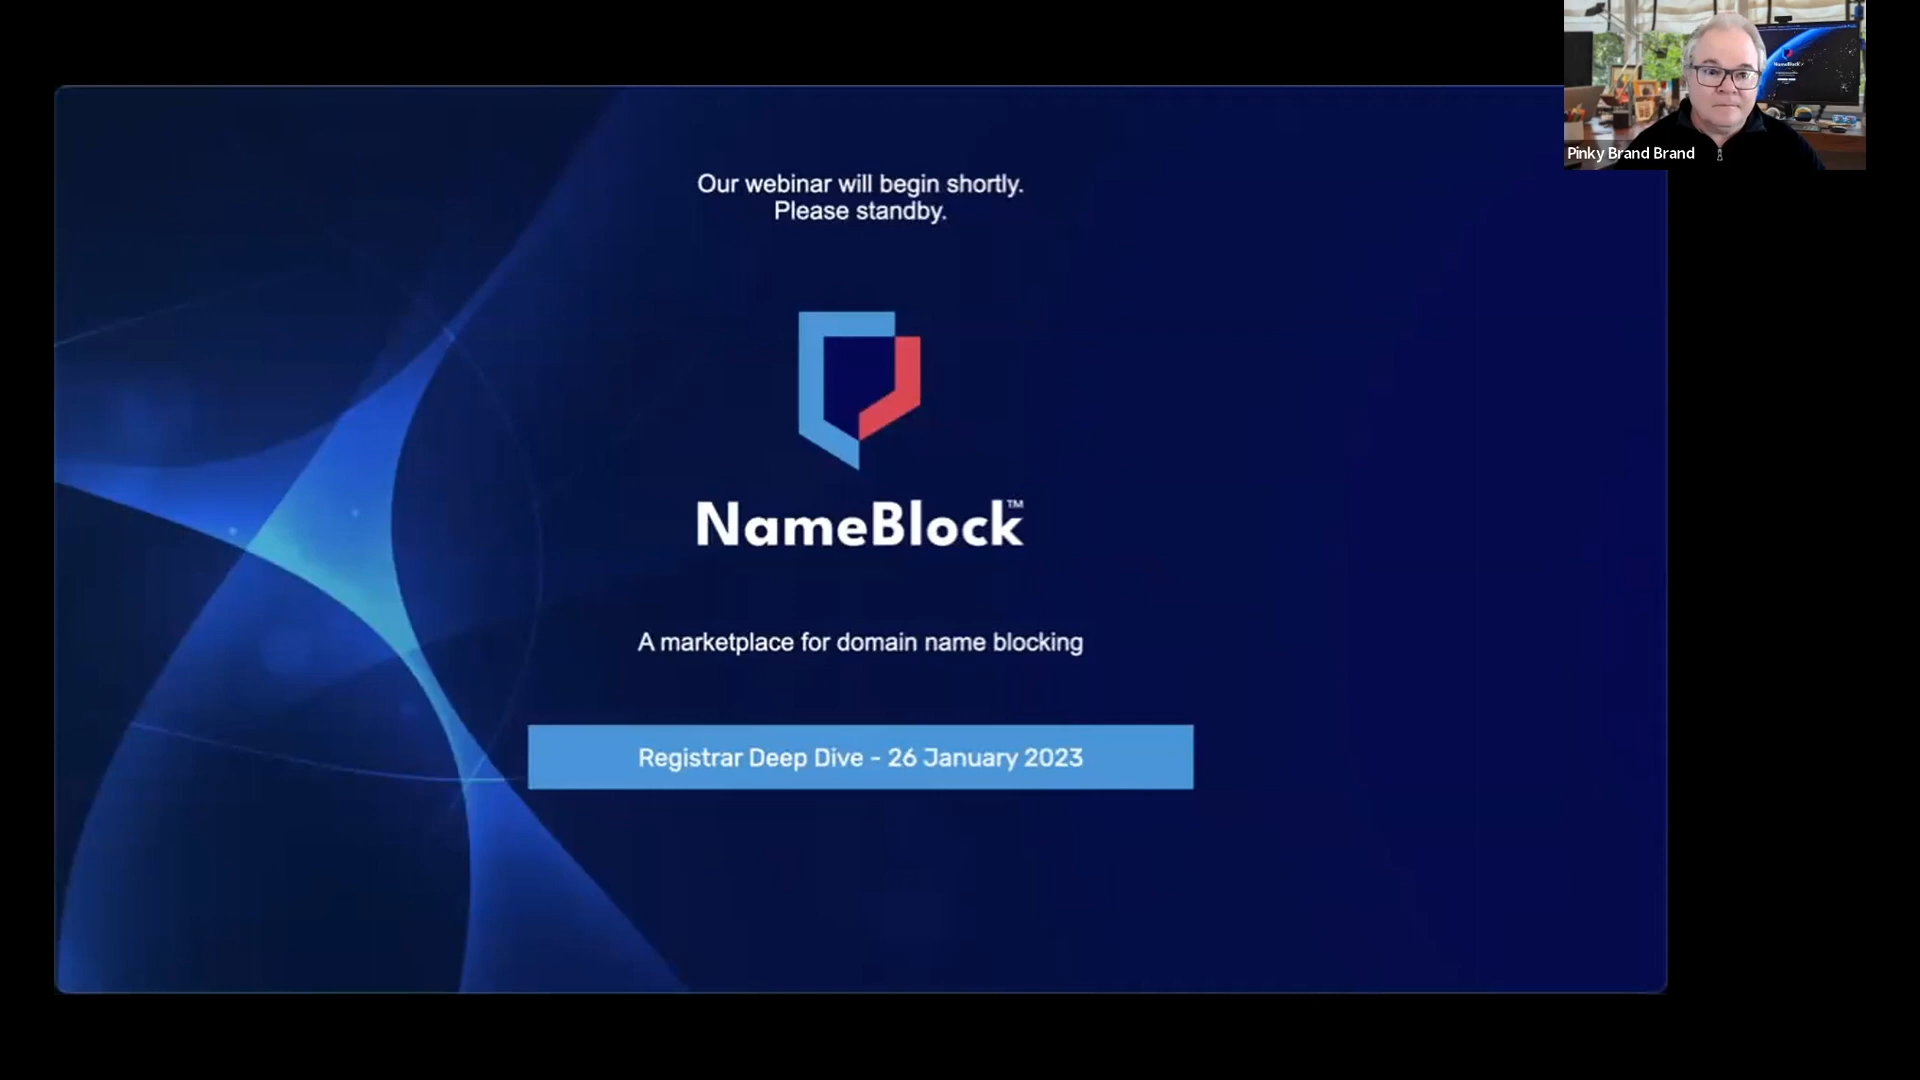 Our webinar will begin shortly.
Please standby.
NameBlock™
A marketplace for domain name blocking
Registrar Deep Dive - 26 January 2023
NameBlock
Pinky Brand Brand